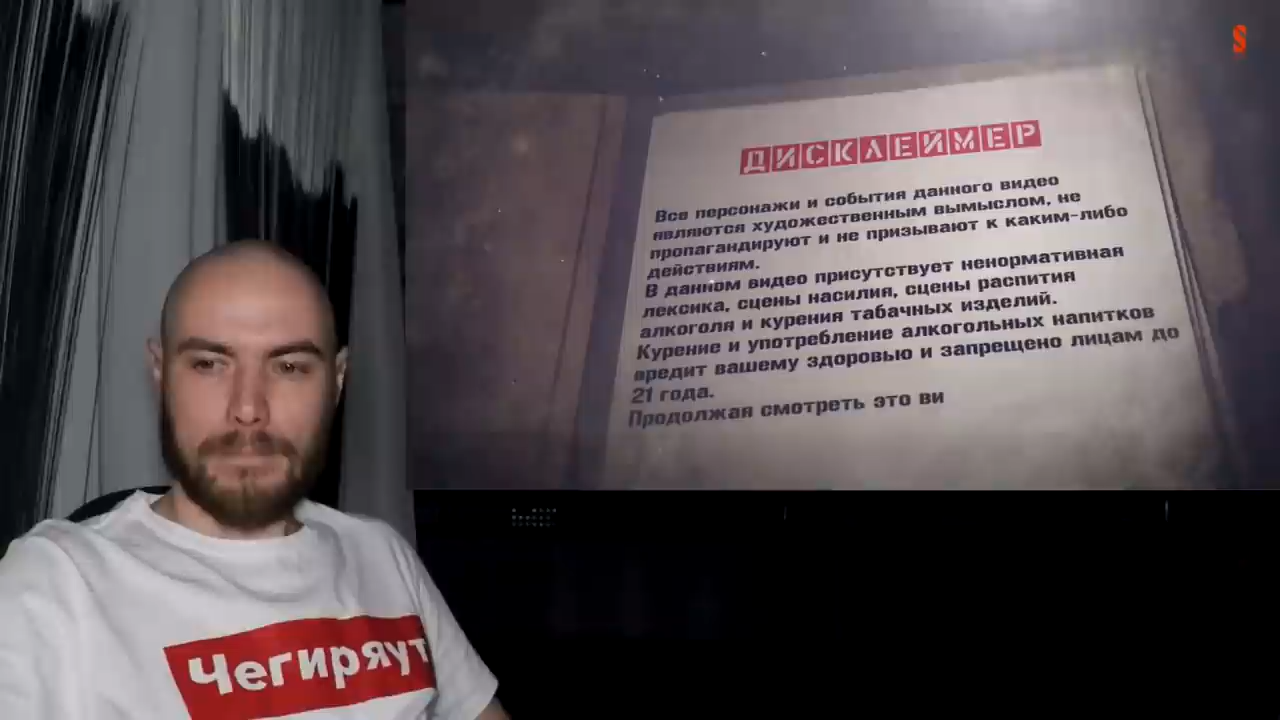 S
ДИСКЛЕЙМЕР
Все персонажи и события данного видео
являются художественным вымыслом, не
пропагандируют и не призывают к каким-либо
действиям.
В данном видео присутствует ненормативная
лексика, сцены насилия, сцены распития
алкоголя и курения табачных изделий.
Курение и употребление алкогольных напитков
вредит вашему здоровью и запрещено лицам до
21 года.
Продолжая смотреть это ви
Чегиряут